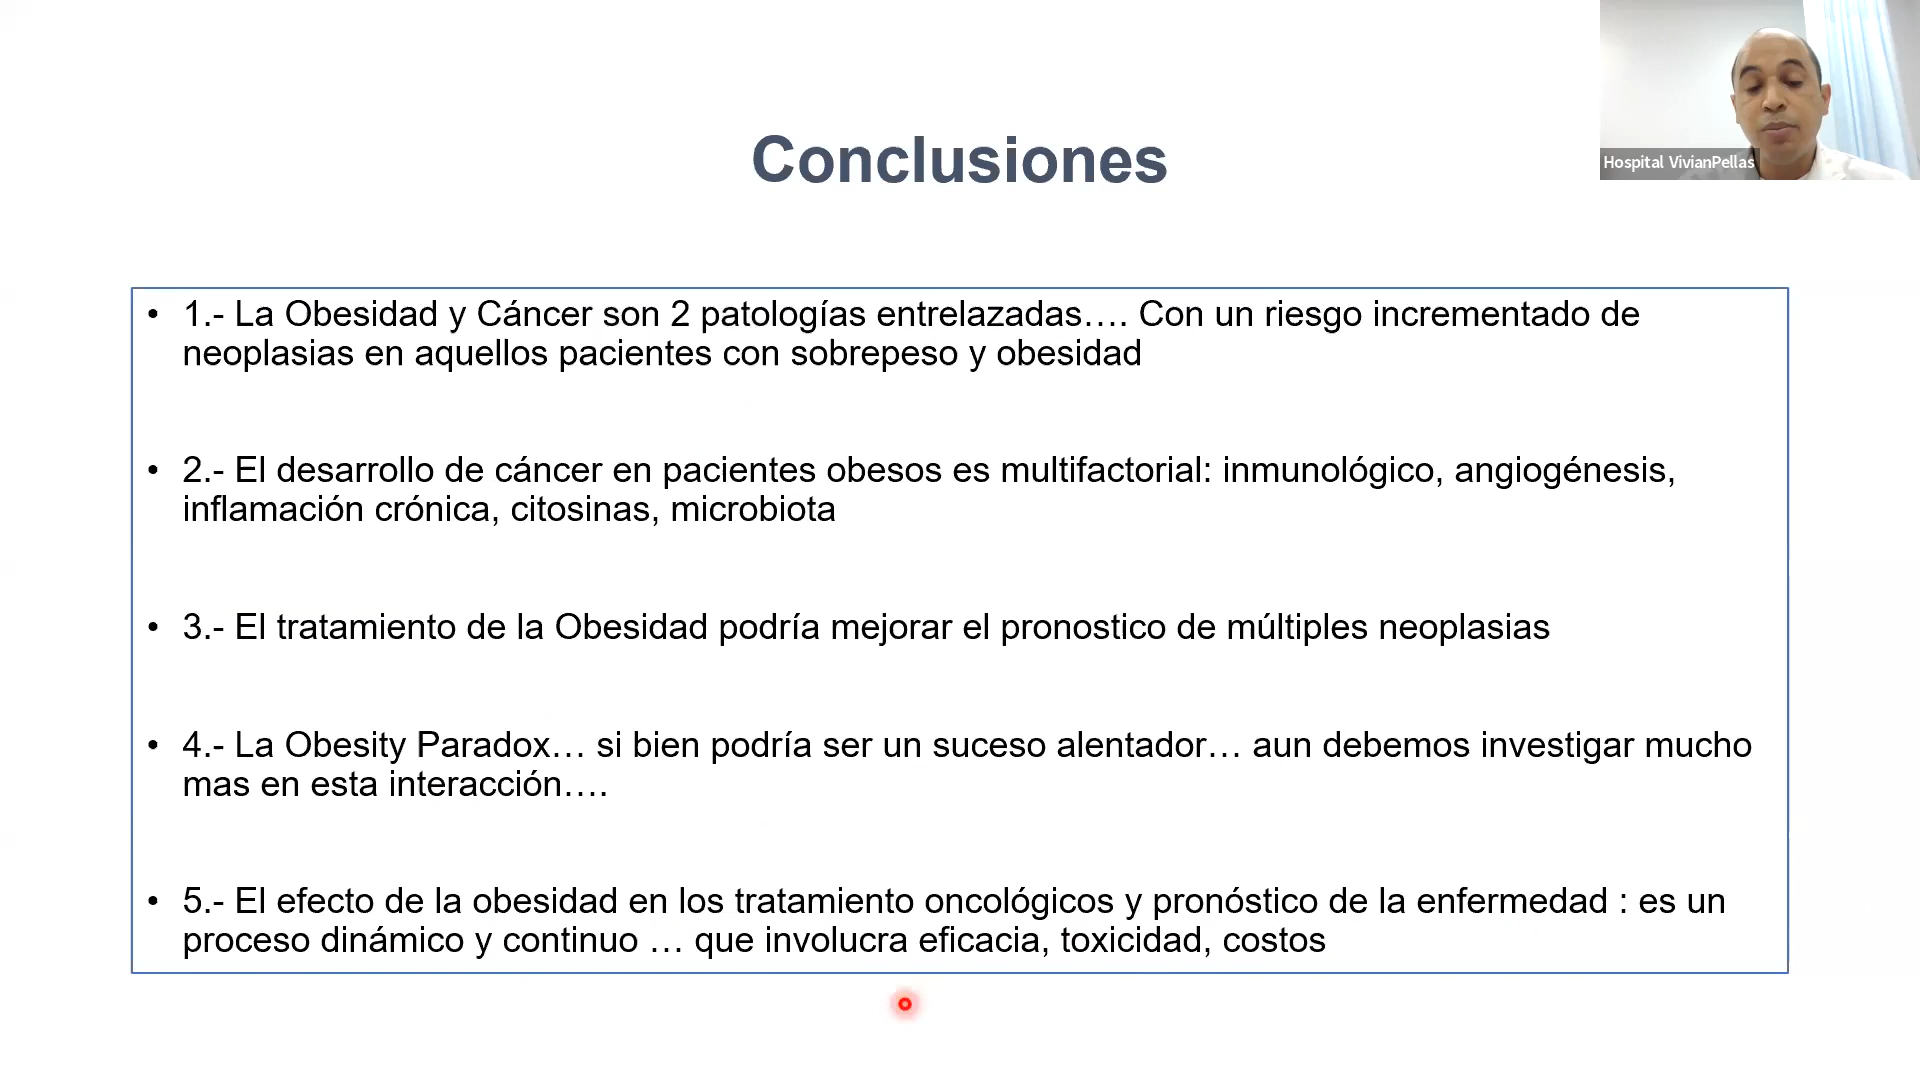 Hospital VivianPellas
Conclusiones
• 1.- La Obesidad y Cáncer son 2 patologías entrelazadas…. Con un riesgo incrementado de
neoplasias en aquellos pacientes con sobrepeso y obesidad
• 2.- El desarrollo de cáncer en pacientes obesos es multifactorial: inmunológico, angiogénesis,
inflamación crónica, citosinas, microbiota
• 3.- El tratamiento de la Obesidad podría mejorar el pronostico de múltiples neoplasias
• 4.- La Obesity Paradox… si bien podría ser un suceso alentador… aun debemos investigar mucho
mas en esta interacción….
• 5.- El efecto de la obesidad en los tratamiento oncológicos y pronóstico de la enfermedad : es un
proceso dinámico y continuo … que involucra eficacia, toxicidad, costos